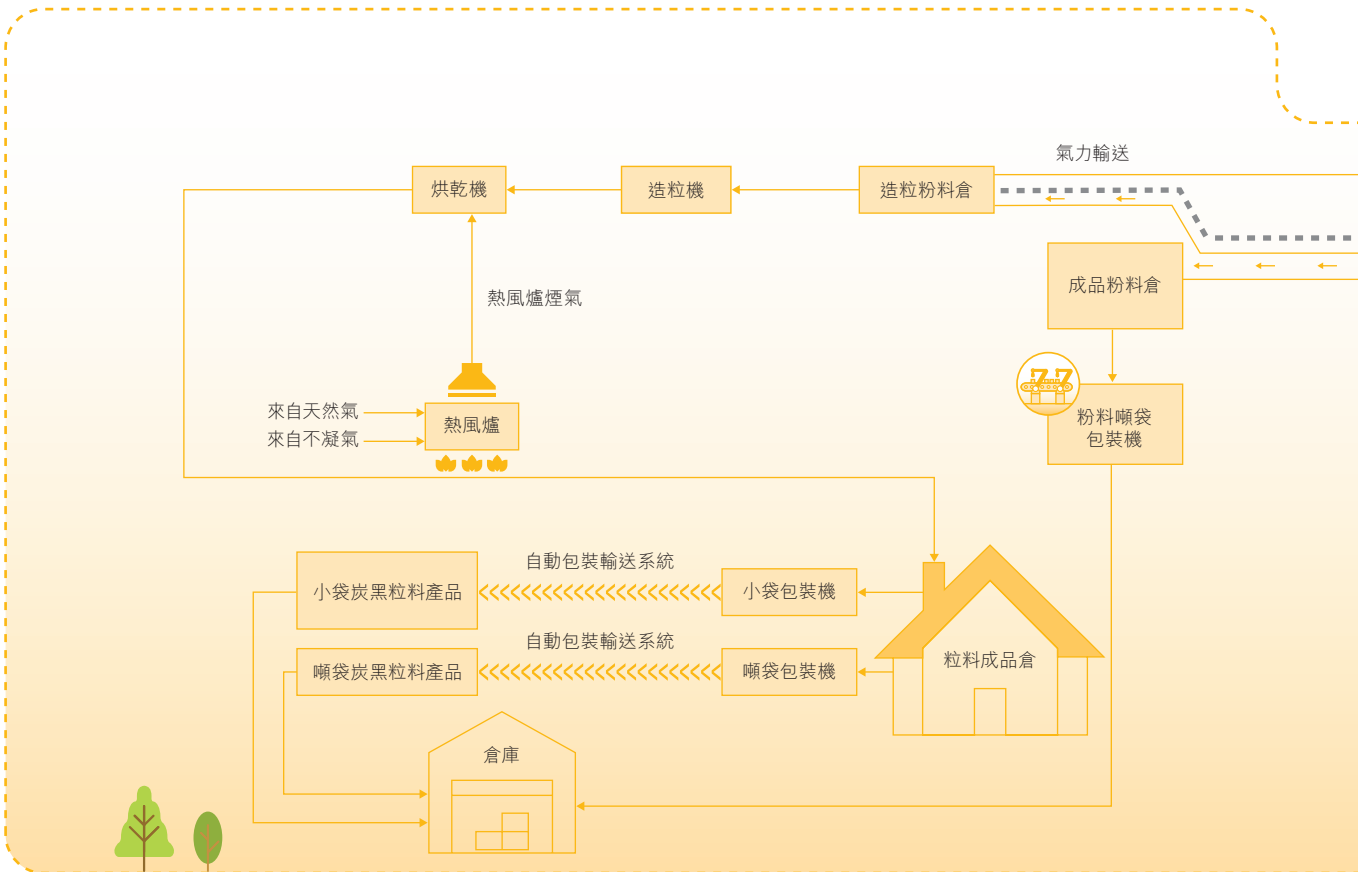 氣力輸送
烘乾機
造粒機
造粒粉料倉
成品粉料倉
熱風爐煙氣
來自天然氣
來自不凝氣
熱風爐
粉料噸袋
包裝機
自動包裝輸送系統
小袋炭黑粒料產品
小袋包裝機
自動包裝輸送系統
噸袋炭黑粒料產品
噸袋包裝機
粒料成品倉
倉庫